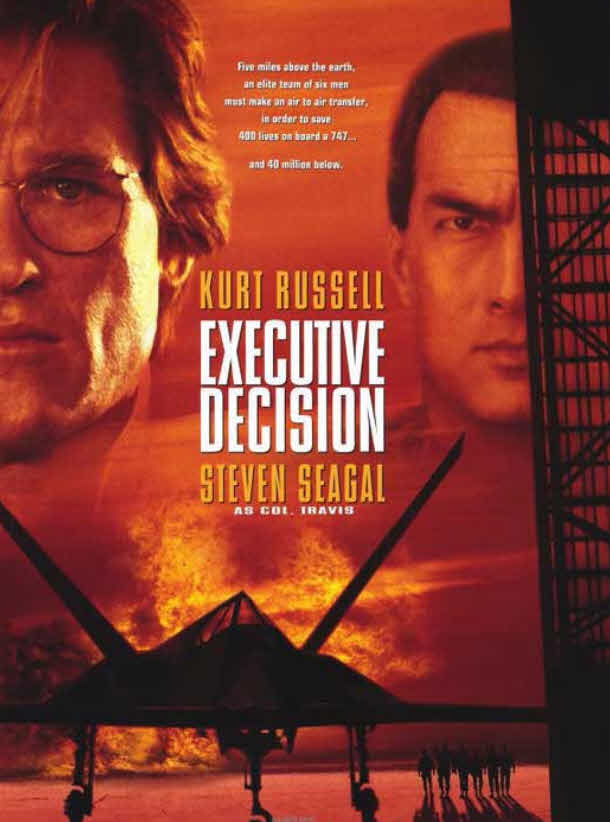 Five miles above the earth,
an elite team of six men
must make an air to air transfer,
in order to save
400 lives on board a 747...
and 40 million below.
KURT RUSSELL
EXECUTIVE
DECISION
STEVEN SEAGAL
AS COL. TRAVIS